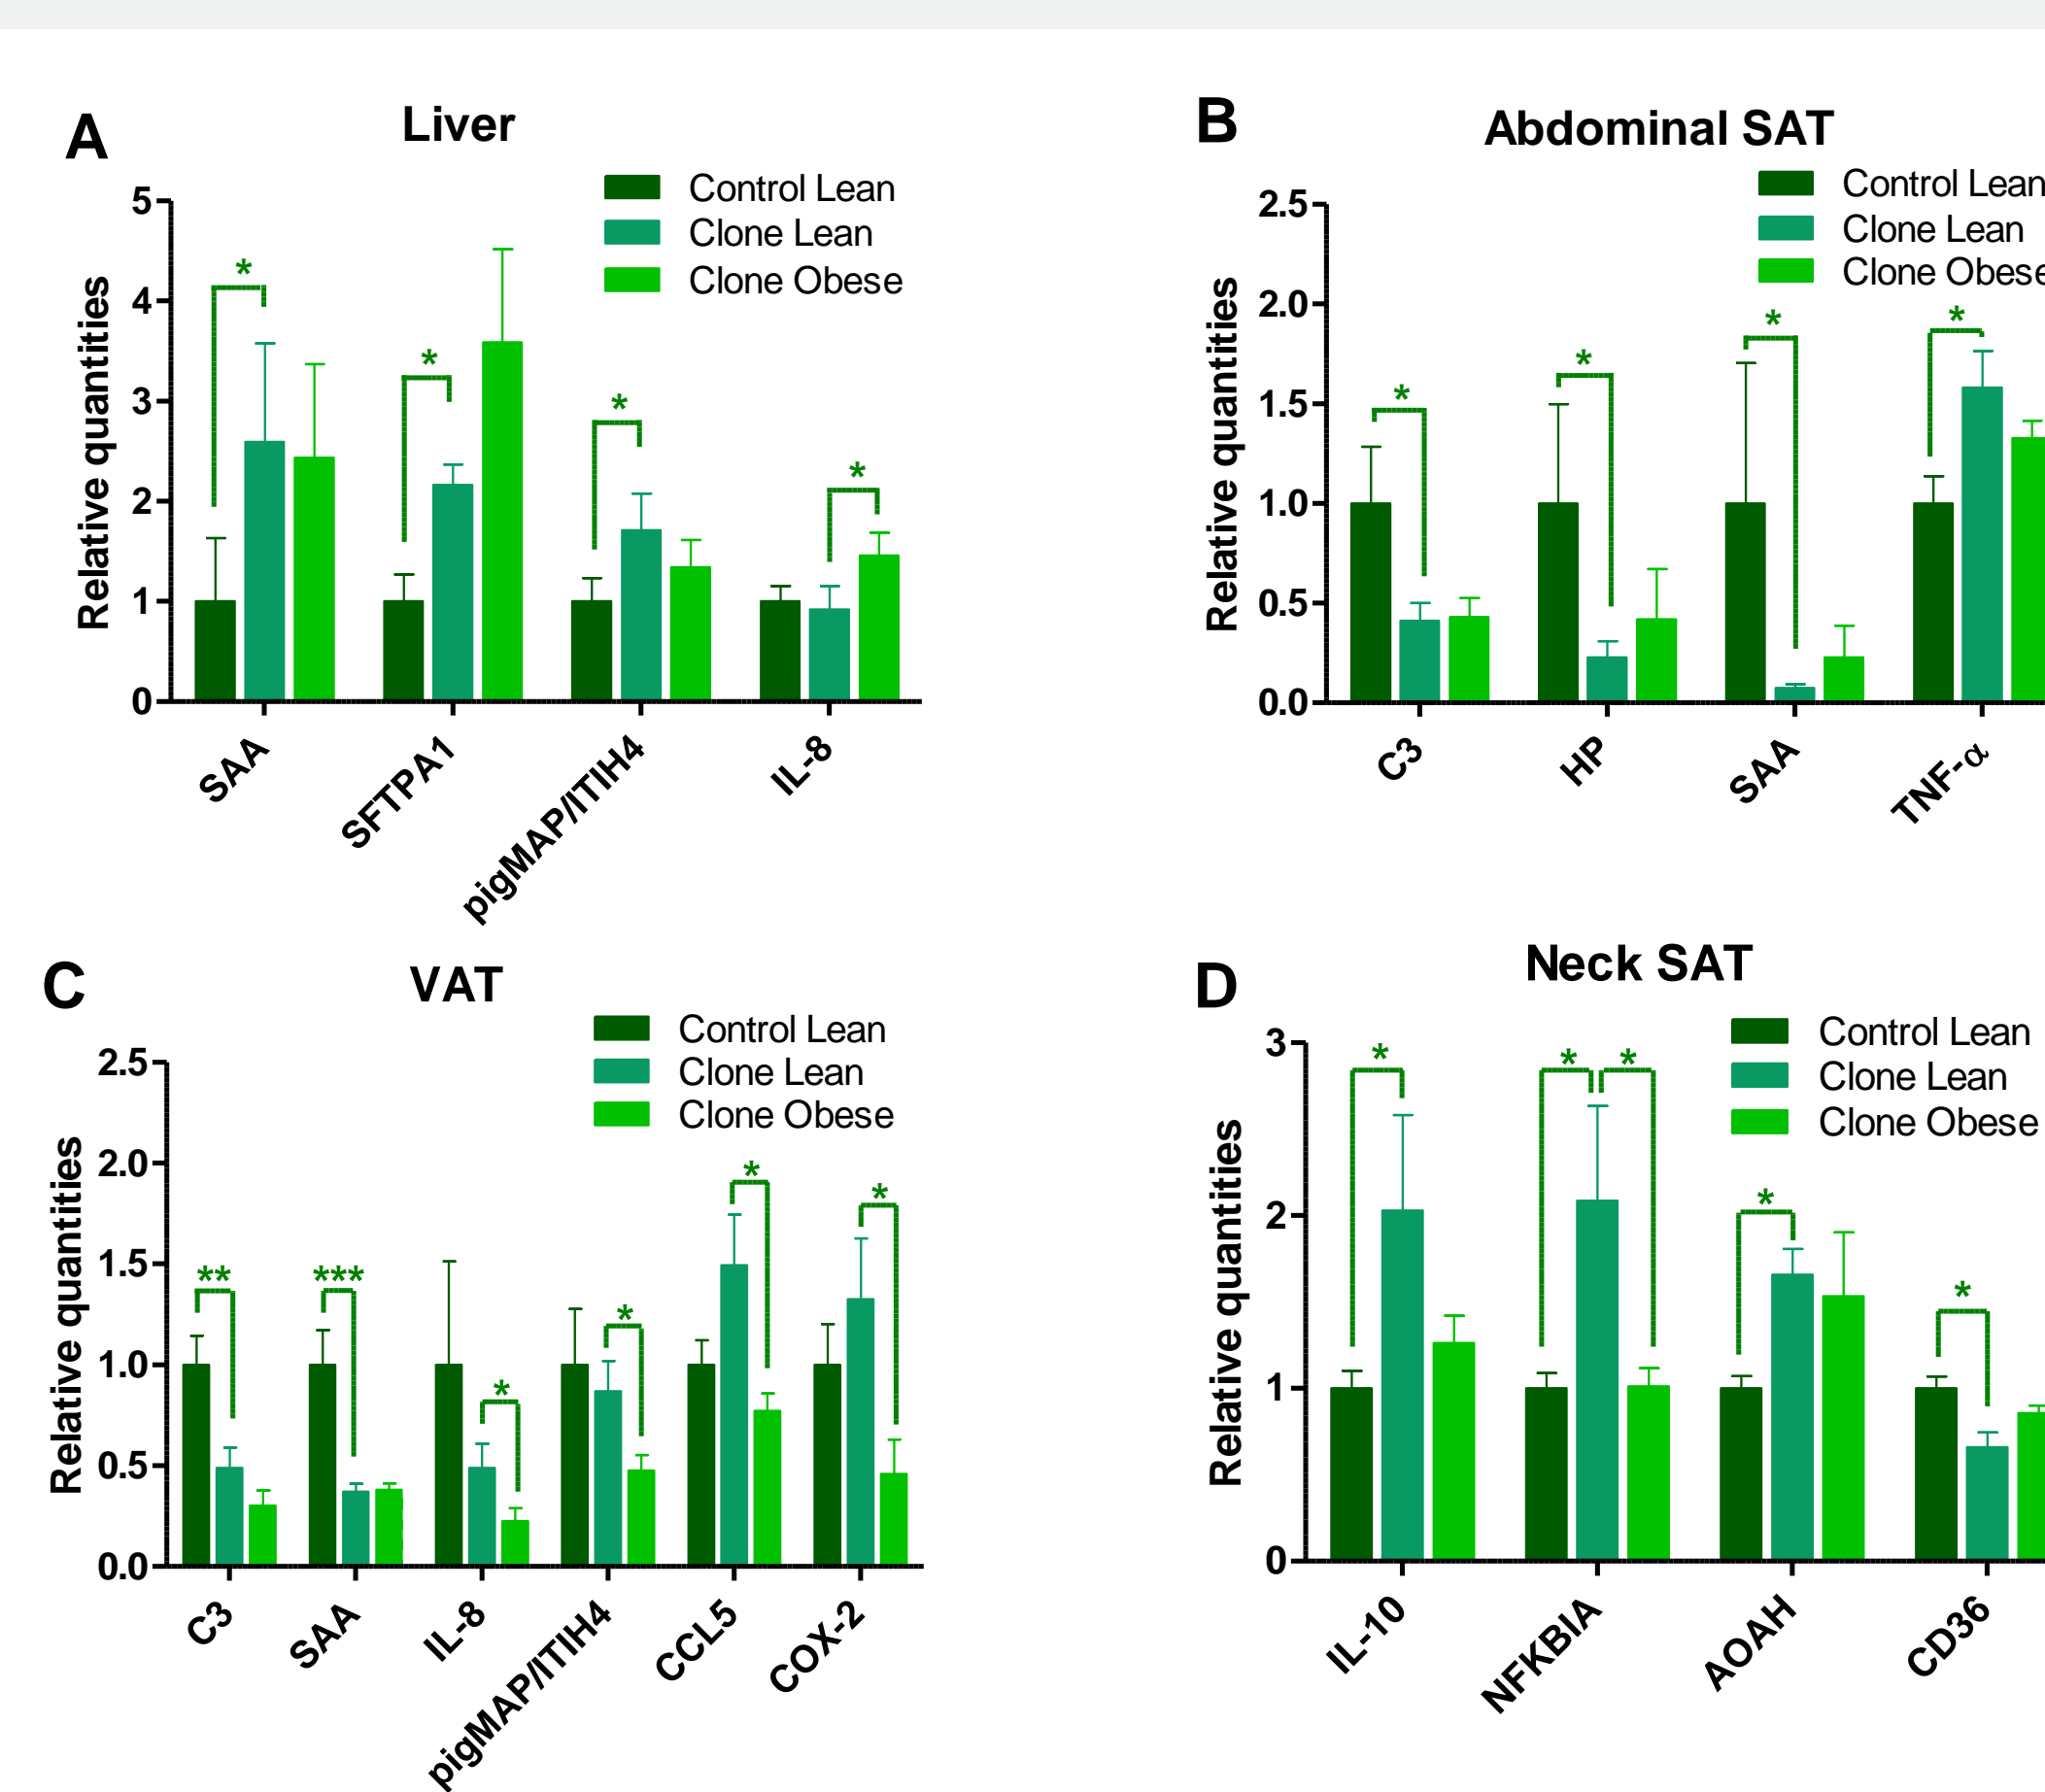 A
Liver
Control Lean
Clone Lean
Clone Obese
Relative quantities
5
4
3
2
1
0
*
*
*
*
SAA
SFTPA1
pigMAP/ITIH4
IL-8
B
Abdominal SAT
Control Lean
Clone Lean
Clone Obese
Relative quantities
2.5
2.0
1.5
1.0
0.5
0.0
*
*
*
*
C3
HP
SAA
TNF-α
C
VAT
Control Lean
Clone Lean
Clone Obese
Relative quantities
2.5
2.0
1.5
1.0
0.5
0.0
**
***
*
*
*
*
C3
SAA
IL-8
pigMAP/ITIH4
CCL5
COX-2
D
Neck SAT
Control Lean
Clone Lean
Clone Obese
Relative quantities
3
2
1
0
*
*
*
*
*
IL-10
NFKBIA
AOAH
CD36